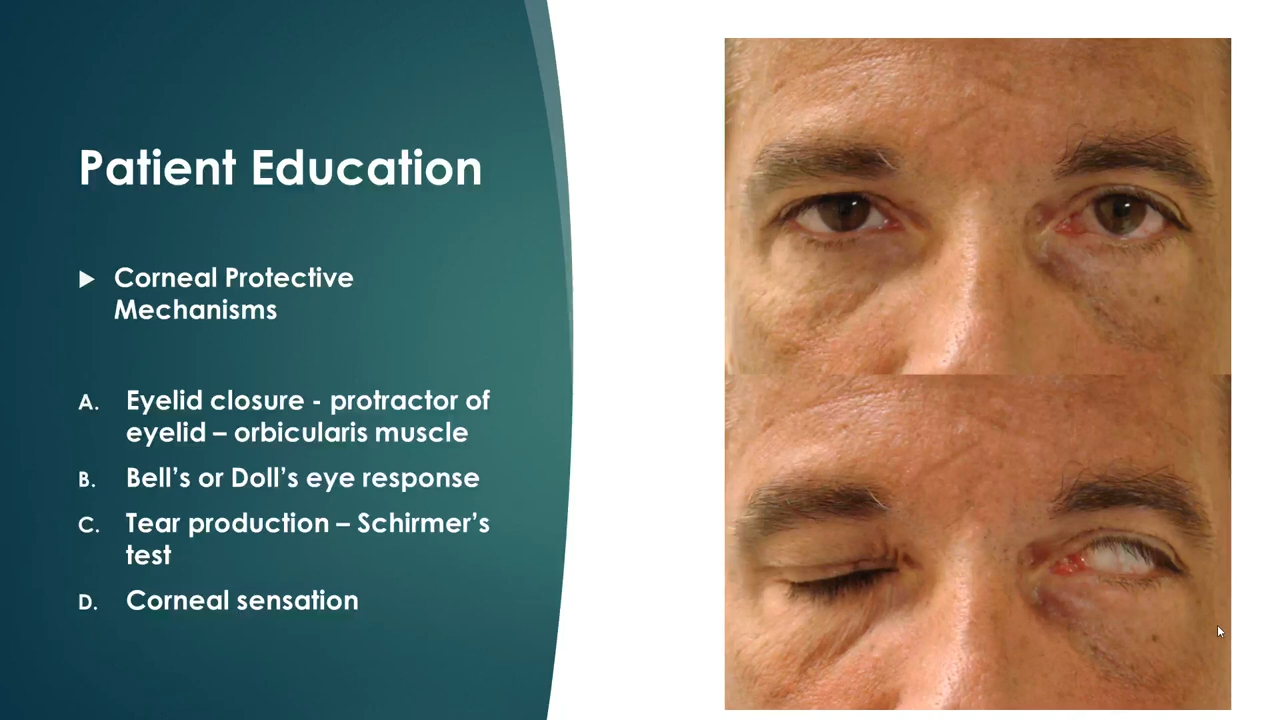 Patient Education
Corneal Protective
Mechanisms
A. Eyelid closure - protractor of
eyelid – orbicularis muscle
B. Bell’s or Doll’s eye response
C. Tear production – Schirmer’s
test
D. Corneal sensation